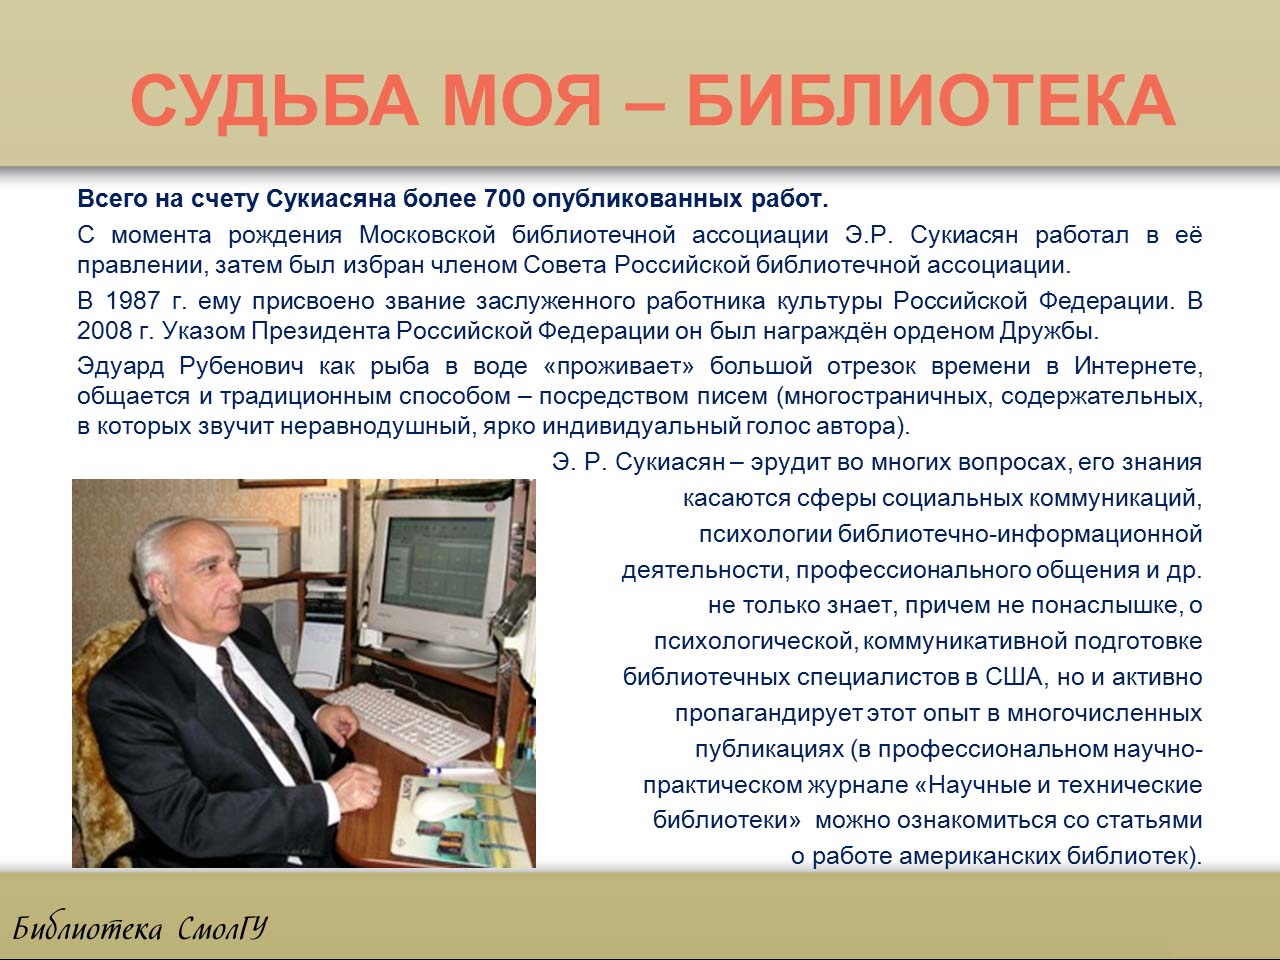 СУДЬБА МОЯ – БИБЛИОТЕКА
Всего на счету Сукиасяна более 700 опубликованных работ.
С момента рождения Московской библиотечной ассоциации Э.Р. Сукиасян работал в её
правлении, затем был избран членом Совета Российской библиотечной ассоциации.
В 1987 г. ему присвоено звание заслуженного работника культуры Российской Федерации. В
2008 г. Указом Президента Российской Федерации он был награждён орденом Дружбы.
Эдуард Рубенович как рыба в воде «проживает» большой отрезок времени в Интернете,
общается и традиционным способом – посредством писем (многостраничных, содержательных,
в которых звучит неравнодушный, ярко индивидуальный голос автора).
Э. Р. Сукиасян – эрудит во многих вопросах, его знания
касаются сферы социальных коммуникаций,
психологии библиотечно-информационной
деятельности, профессионального общения и др.
не только знает, причем не понаслышке, о
психологической, коммуникативной подготовке
библиотечных специалистов в США, но и активно
пропагандирует этот опыт в многочисленных
публикациях (в профессиональном научно-
практическом журнале «Научные и технические
библиотеки» можно ознакомиться со статьями
о работе американских библиотек).
SONY
Библиотека СмолГУ